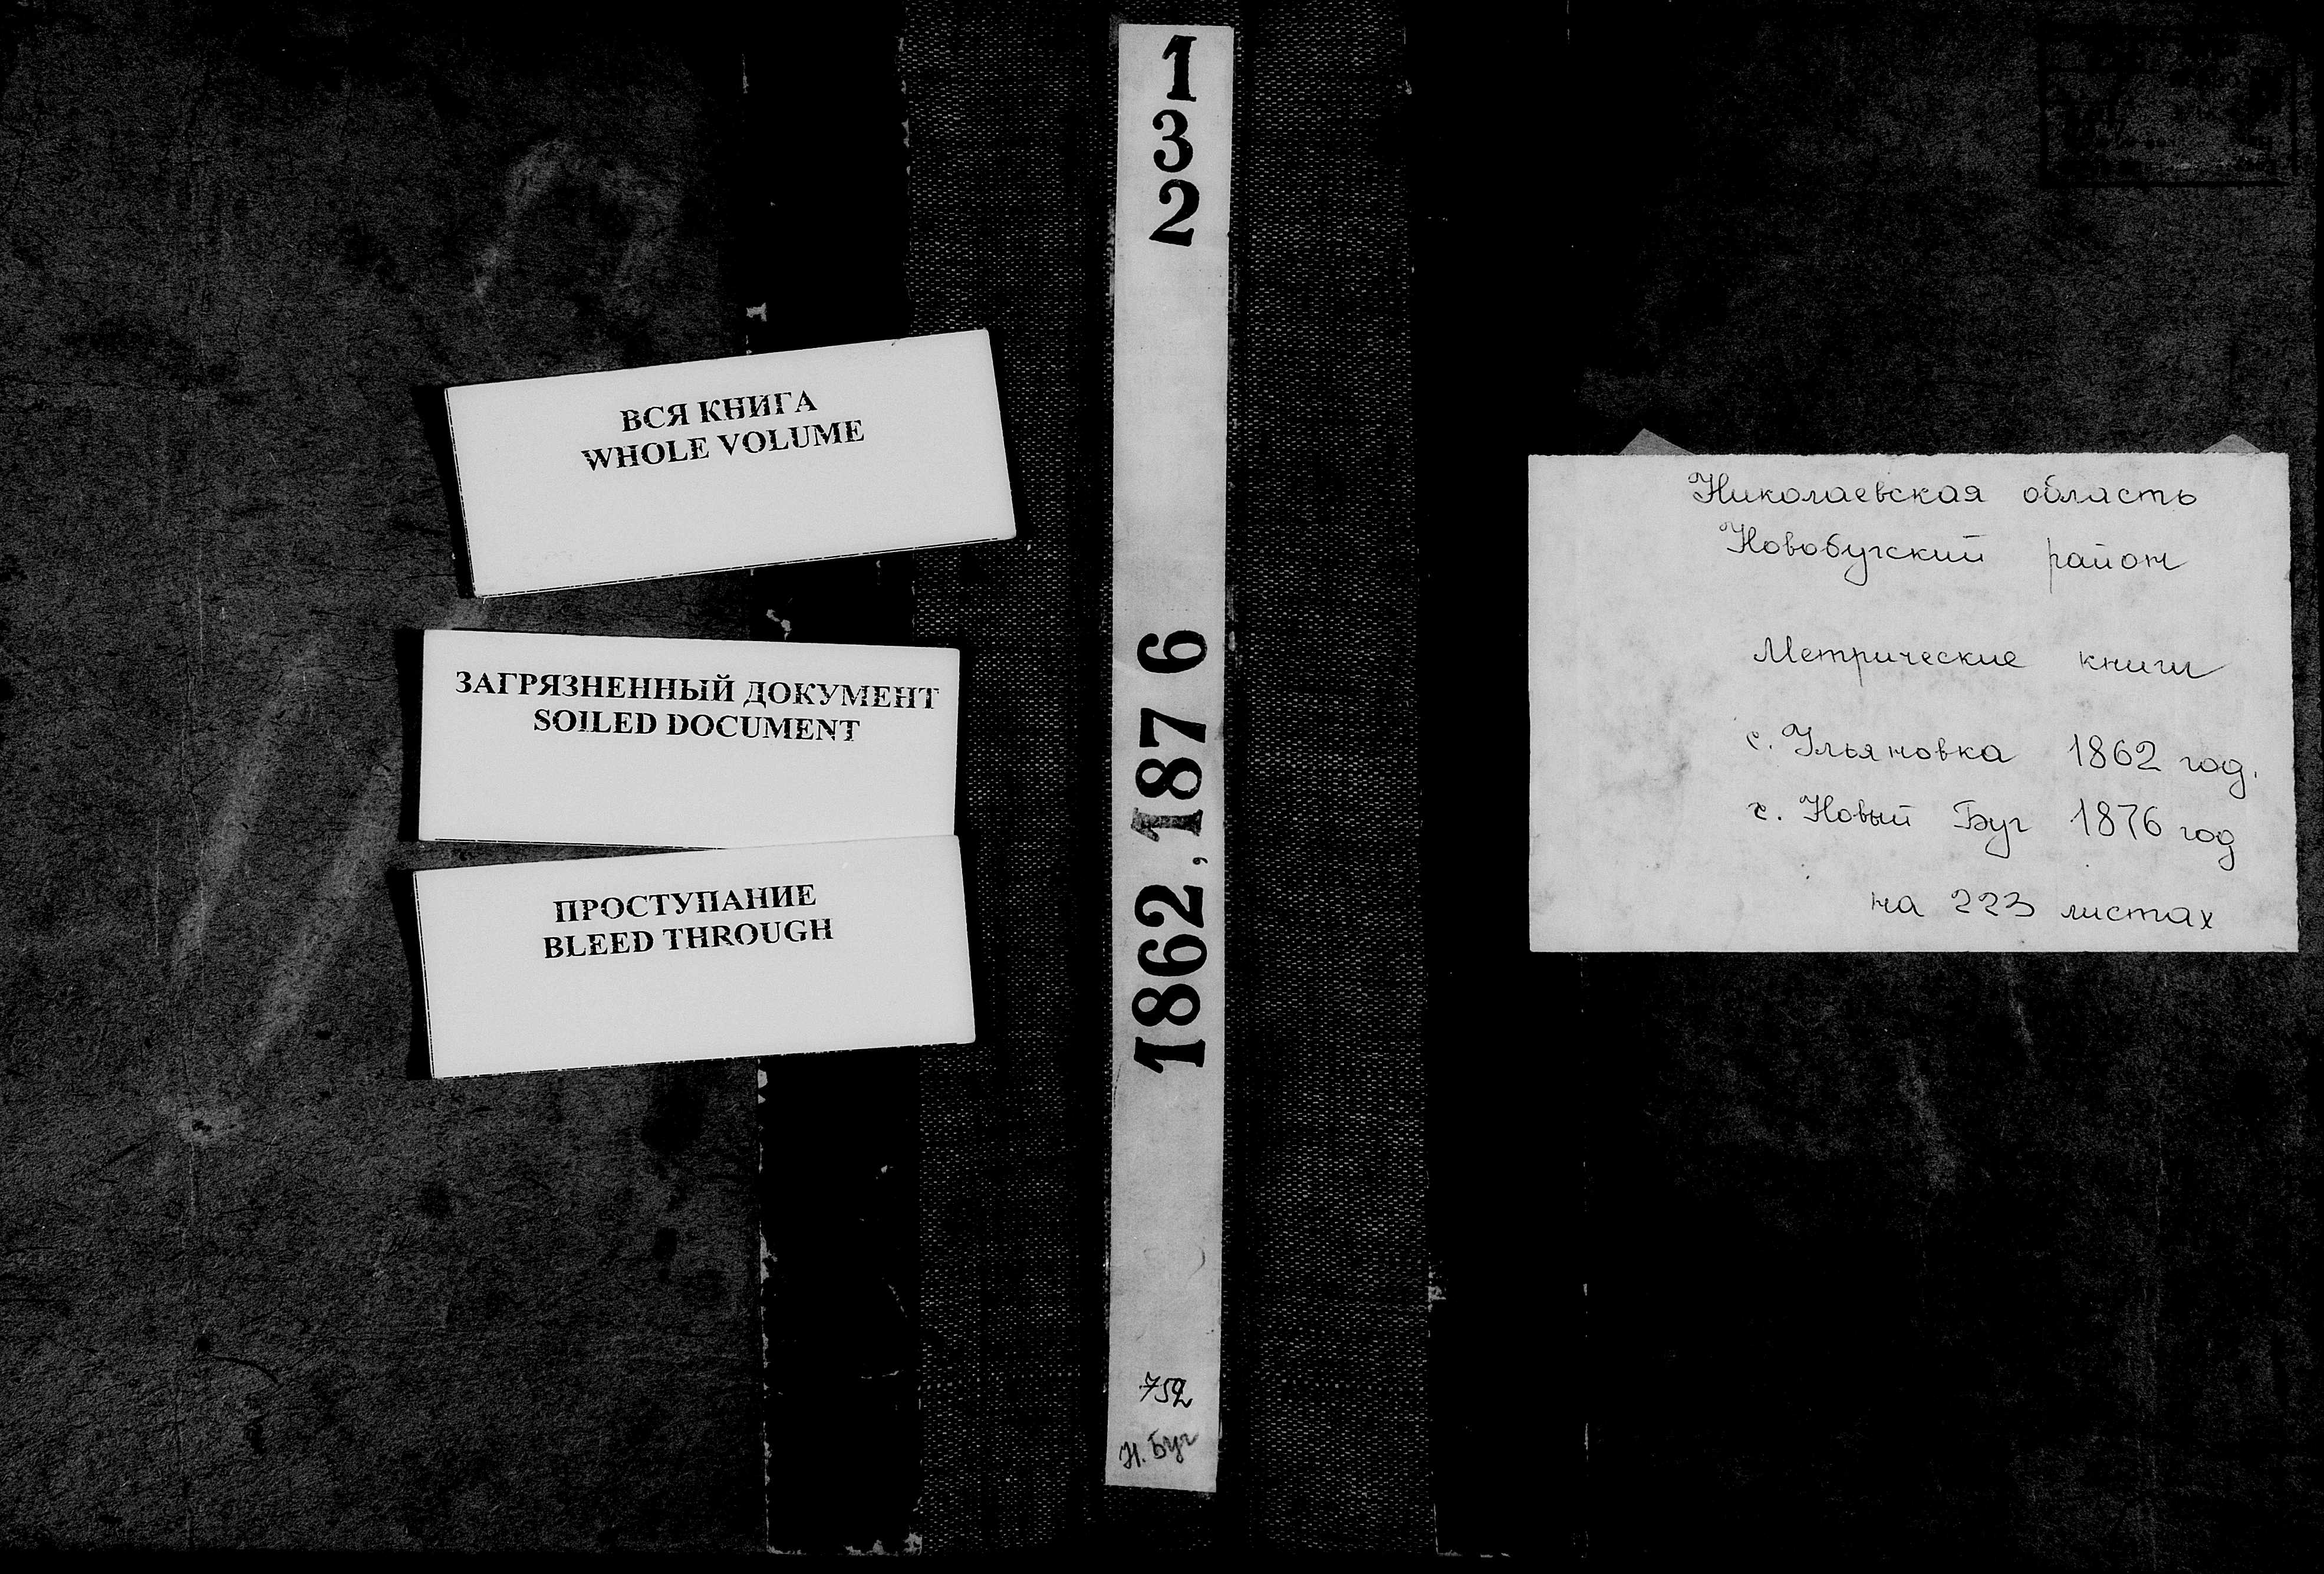 ВСЯ КНИГА
WHOLE VOLUME
ЗАГРЯЗНЕННЫЙ ДОКУМЕНТ
SOILED DOCUMENT
ПРОСТУПАНИЕ
BLEED THROUGH
1
3
2
1862,1876
752
Н. Буг
Николаевская область
Новобугский район
Метрические книги
с. Ульяновка 1862 год.
с. Новый Буг 1876 год
на 223 листах